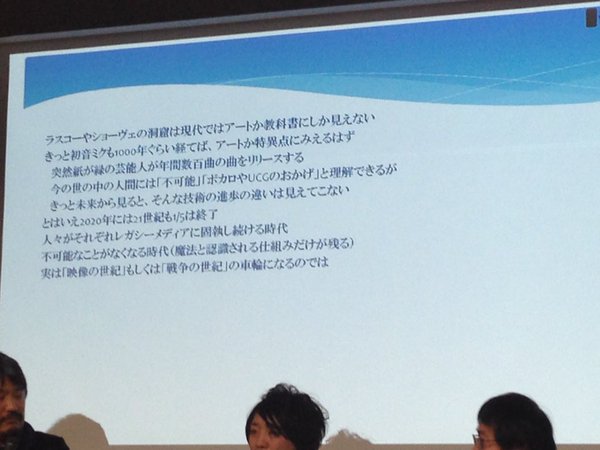 ラスコーやショーヴェの洞窟は現代ではアートか教科書にしか見えない
きっと初音ミクも1000年ぐらい経てば、アートか特異点にみえるはず
突然紙が緑の芸能人が年間数百曲の曲をリリースする
今の世の中の人間には「不可能」「ボカロやUCGのおかげ」と理解できるが
きっと未来から見ると、そんな技術の進歩の違いは見えてこない
とはいえ2020年には21世紀も1/5は終了
人々がそれぞれレガシーメディアに固執し続ける時代
不可能なことがなくなる時代(魔法と認識される仕組みだけが残る)
実は「映像の世紀」もしくは「戦争の世紀」の車輪になるのでは